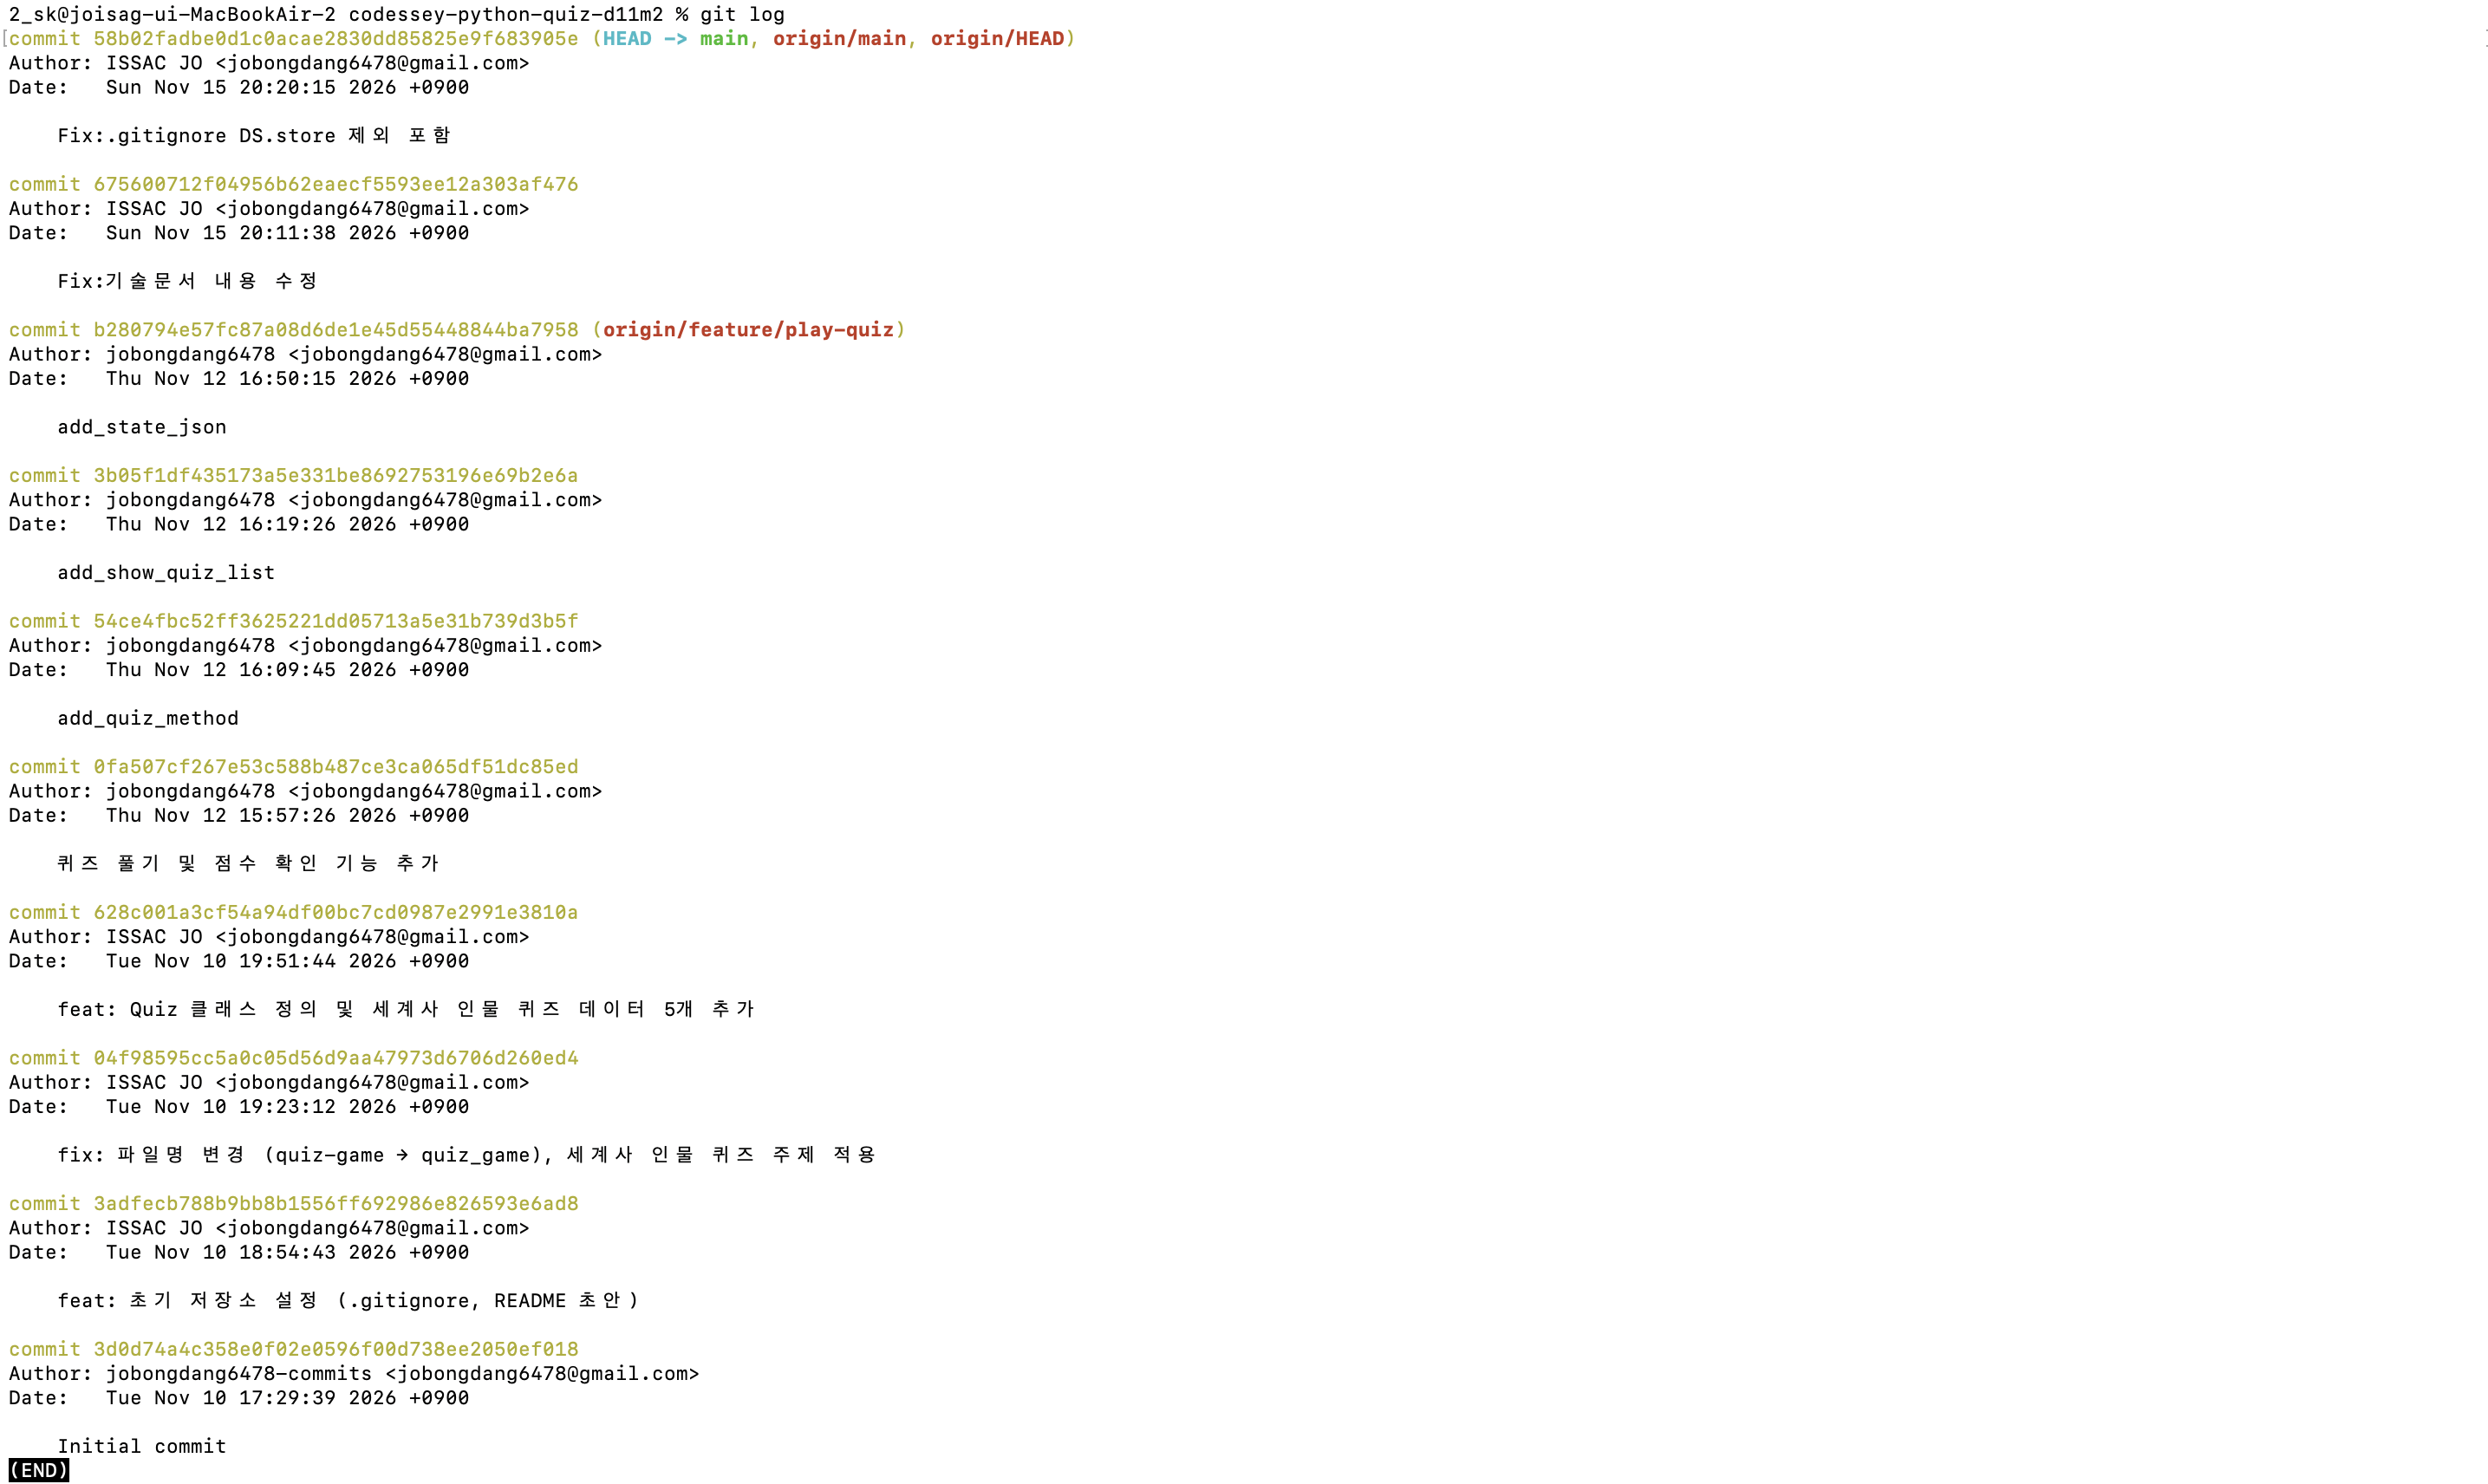 2_sk@joisag-ui-MacBookAir-2 codessey-python-quiz-d11m2 % git log
commit 58b02fadbe0d1c0acae2830dd85825e9f683905e (HEAD -> main, origin/main, origin/HEAD)
Author: ISSAC JO <jobongdang6478@gmail.com>
Date:   Sun Nov 15 20:20:15 2026 +0900

    Fix:.gitignore DS.store 제외 포함

commit 675600712f04956b62eaecf5593ee12a303af476
Author: ISSAC JO <jobongdang6478@gmail.com>
Date:   Sun Nov 15 20:11:38 2026 +0900

    Fix:기술문서 내용 수정

commit b280794e57fc87a08d6de1e45d55448844ba7958 (origin/feature/play-quiz)
Author: jobongdang6478 <jobongdang6478@gmail.com>
Date:   Thu Nov 12 16:50:15 2026 +0900

    add_state_json

commit 3b05f1df435173a5e331be8692753196e69b2e6a
Author: jobongdang6478 <jobongdang6478@gmail.com>
Date:   Thu Nov 12 16:19:26 2026 +0900

    add_show_quiz_list

commit 54ce4fbc52ff3625221dd05713a5e31b739d3b5f
Author: jobongdang6478 <jobongdang6478@gmail.com>
Date:   Thu Nov 12 16:09:45 2026 +0900

    add_quiz_method

commit 0fa507cf267e53c588b487ce3ca065df51dc85ed
Author: jobongdang6478 <jobongdang6478@gmail.com>
Date:   Thu Nov 12 15:57:26 2026 +0900

    퀴즈 풀기 및 점수 확인 기능 추가

commit 628c001a3cf54a94df00bc7cd0987e2991e3810a
Author: ISSAC JO <jobongdang6478@gmail.com>
Date:   Tue Nov 10 19:51:44 2026 +0900

    feat: Quiz 클래스 정의 및 세계사 인물 퀴즈 데이터 5개 추가

commit 04f98595cc5a0c05d56d9aa47973d6706d260ed4
Author: ISSAC JO <jobongdang6478@gmail.com>
Date:   Tue Nov 10 19:23:12 2026 +0900

    fix: 파일명 변경 (quiz-game → quiz_game), 세계사 인물 퀴즈 주제 적용

commit 3adfecb788b9bb8b1556ff692986e826593e6ad8
Author: ISSAC JO <jobongdang6478@gmail.com>
Date:   Tue Nov 10 18:54:43 2026 +0900

    feat: 초기 저장소 설정 (.gitignore, README 초안)

commit 3d0d74a4c358e0f02e0596f00d738ee2050ef018
Author: jobongdang6478-commits <jobongdang6478@gmail.com>
Date:   Tue Nov 10 17:29:39 2026 +0900

    Initial commit
(END)